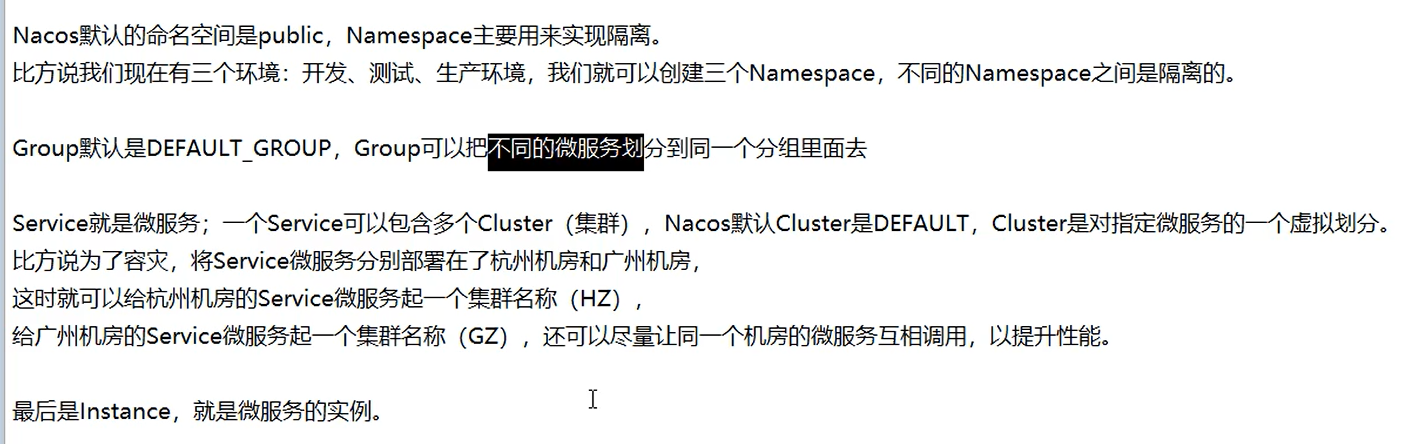 Nacos默认的命名空间是public，Namespace主要用来实现隔离。
比方说我们现在有三个环境：开发、测试、生产环境，我们就可以创建三个Namespace，不同的Namespace之间是隔离的。
Group默认是DEFAULT_GROUP，Group可以把不同的微服务划分到同一个分组里面去
Service就是微服务；一个Service可以包含多个Cluster（集群），Nacos默认Cluster是DEFAULT，Cluster是对指定微服务的一个虚拟划分。
比方说为了容灾，将Service微服务分别部署在了杭州机房和广州机房，
这时就可以给杭州机房的Service微服务起一个集群名称（HZ），
给广州机房的Service微服务起一个集群名称（GZ），还可以尽量让同一个机房的微服务互相调用，以提升性能。
最后是Instance，就是微服务的实例。